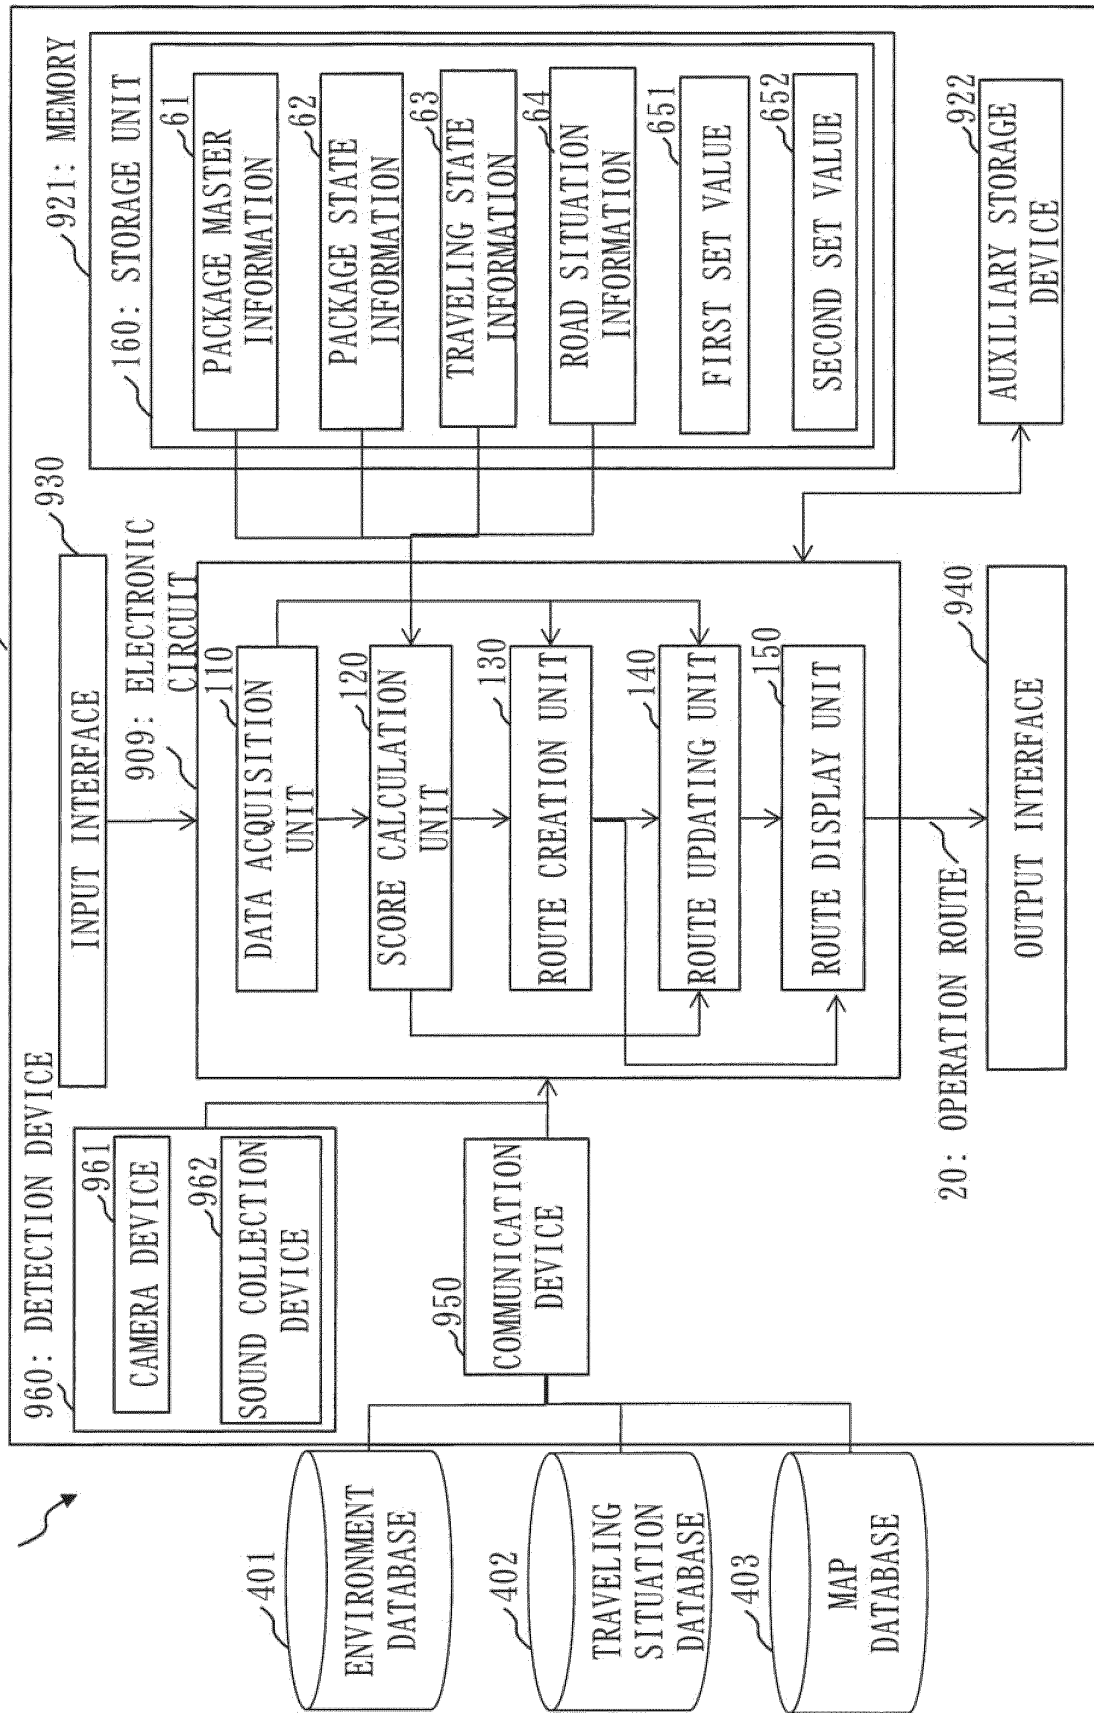 960: DETECTION DEVICE
961
CAMERA DEVICE
962
SOUND COLLECTION
DEVICE
INPUT INTERFACE
930
921: MEMORY
160: STORAGE UNIT
61
PACKAGE MASTER
INFORMATION
62
PACKAGE STATE
INFORMATION
63
TRAVELING STATE
INFORMATION
64
ROAD SITUATION
INFORMATION
651
FIRST SET VALUE
652
SECOND SET VALUE
909: ELECTRONIC
CIRCUIT
110
DATA ACQUISITION
UNIT
120
SCORE CALCULATION
UNIT
130
ROUTE CREATION UNIT
140
ROUTE UPDATING UNIT
150
ROUTE DISPLAY UNIT
401
ENVIRONMENT
DATABASE
402
TRAVELING
SITUATION
DATABASE
403
MAP
DATABASE
950
COMMUNICATION
DEVICE
922
AUXILIARY STORAGE
DEVICE
20: OPERATION ROUTE
940
OUTPUT INTERFACE